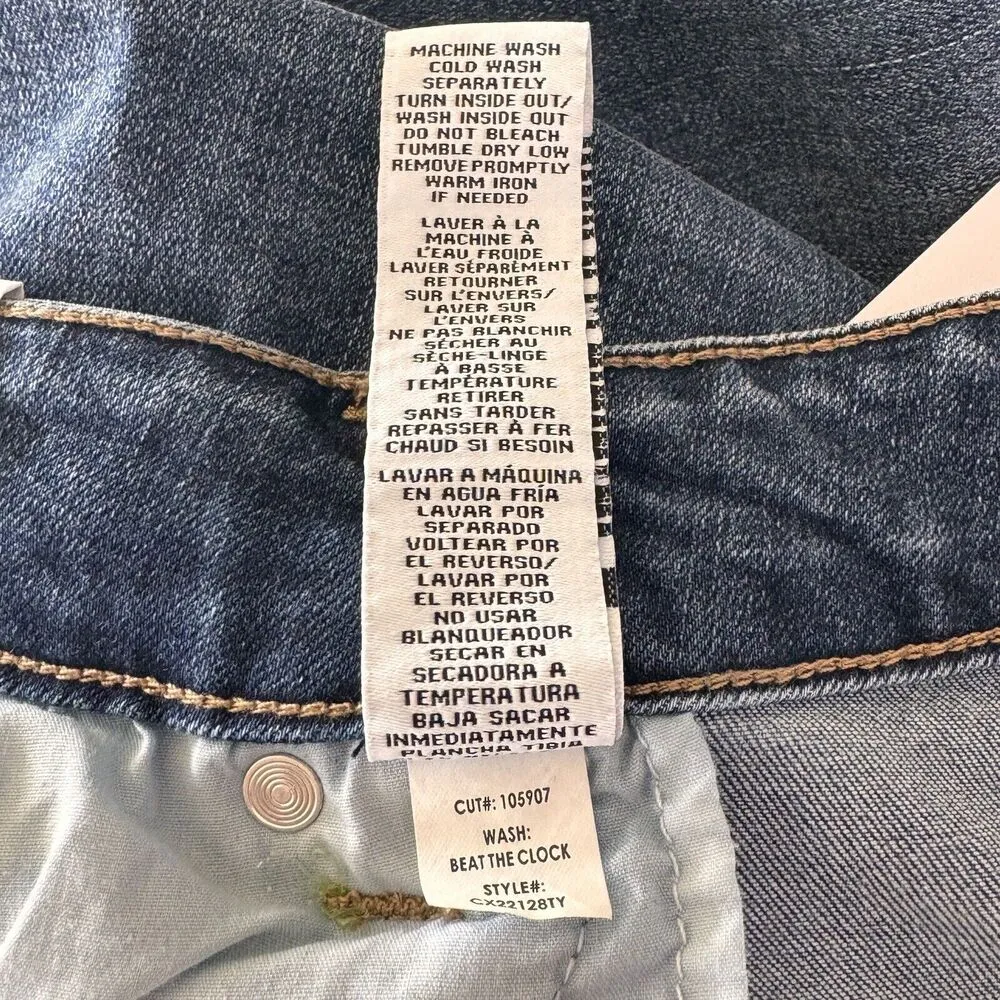 MACHINE WASH
COLD WASH
SEPARATELY
TURN INSIDE OUT/
WASH INSIDE OUT
DO NOT BLEACH
TUMBLE DRY LOW
REMOVE PROMPTLY
WARM IRON
IF NEEDED
LAVER À LA
MACHINE À
L'EAU FROIDE
LAVER SÉPARÉMENT
RETOURNER
SUR L'ENVERS/
LAVER SUR
L'ENVERS
NE PAS BLANCHIR
SÉCHER AU
SÈCHE-LINGE
À BASSE
TEMPÉRATURE
RETIRER
SANS TARDER
REPASSER À FER
CHAUD SI BESOIN
LAVAR A MÁQUINA
EN AGUA FRÍA
LAVAR POR
SEPARADO
VOLTEAR POR
EL REVERSO/
LAVAR POR
EL REVERSO
NO USAR
BLANQUEADOR
SECAR EN
SECADORA A
TEMPERATURA
BAJA SACAR
INMEDIATAMENTE
PLANCHA TIBIA
CUT#: 105907
WASH:
BEAT THE CLOCK
STYLE#:
CX22128TY